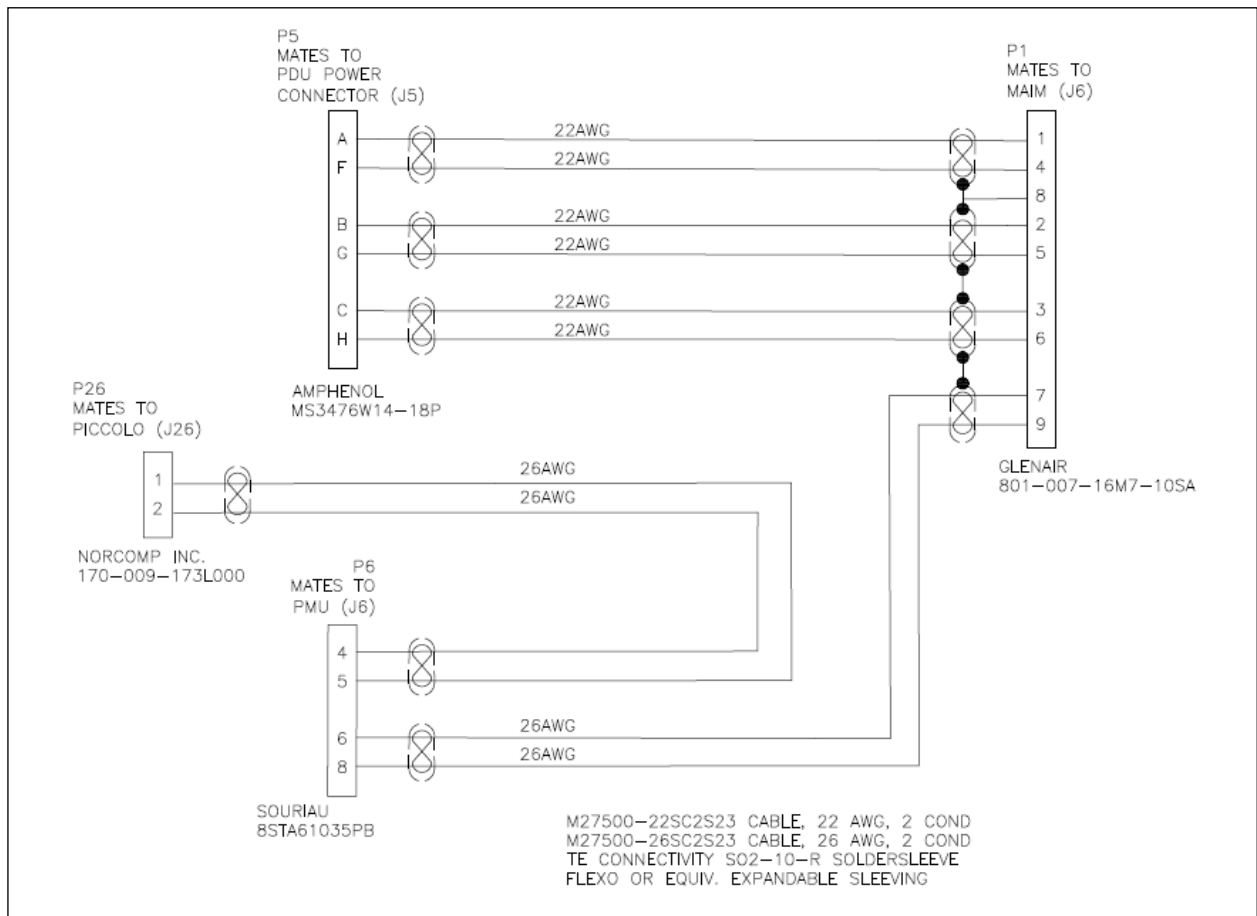 P5
MATES TO
PDU POWER
CONNECTOR (J5)
P1
MATES TO
MAIM (J6)
A
22AWG
1
F
22AWG
4
8
B
22AWG
2
G
22AWG
5
C
22AWG
3
H
22AWG
6
AMPHENOL
MS3476W14-18P
7
9
GLENAIR
801-007-16M7-10SA
P26
MATES TO
PICCOLO (J26)
1
26AWG
2
26AWG
NORCOMP INC.
170-009-173L000
P6
MATES TO
PMU (J6)
4
5
6
26AWG
8
26AWG
SOURIAU
8STA61035PB
M27500-22SC2S23 CABLE, 22 AWG, 2 COND
M27500-26SC2S23 CABLE, 26 AWG, 2 COND
TE CONNECTIVITY SO2-10-R SOLDERSLEEVE
FLEXO OR EQUIV. EXPANDABLE SLEEVING